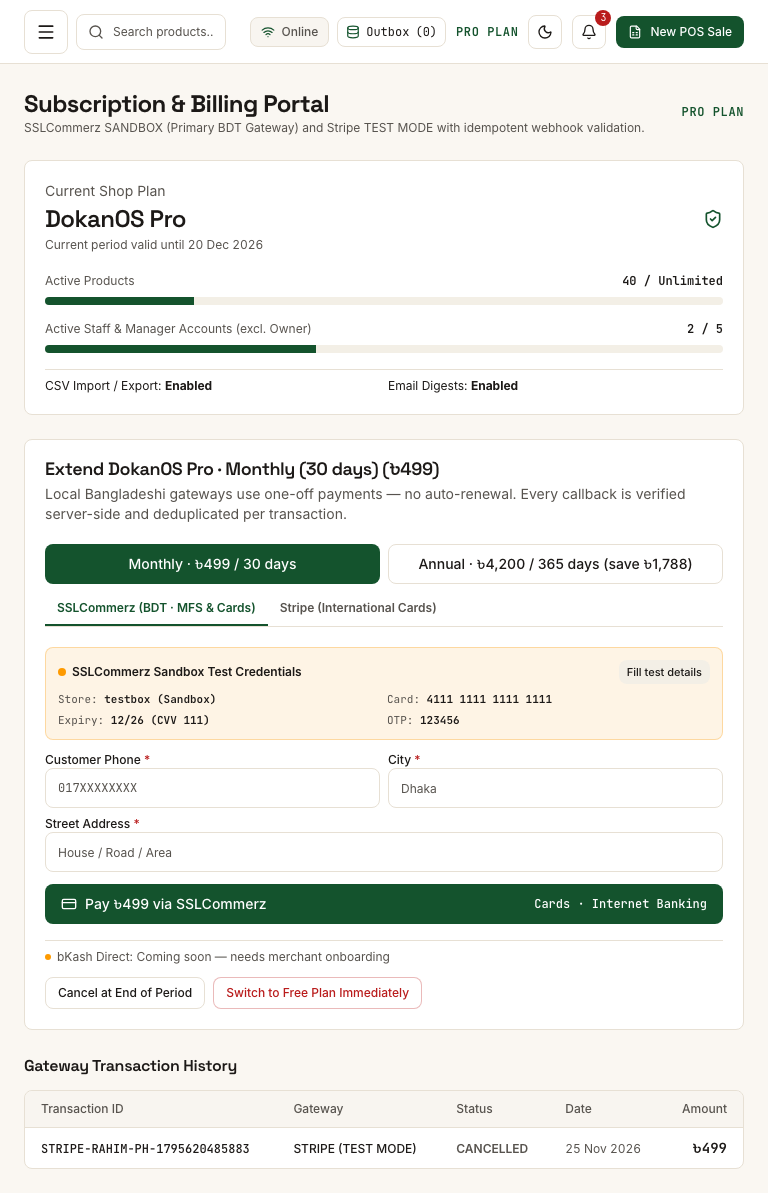 Search products..
Online
Outbox (0)
PRO PLAN
3
New POS Sale
Subscription & Billing Portal
SSLCommerz SANDBOX (Primary BDT Gateway) and Stripe TEST MODE with idempotent webhook validation.
PRO PLAN
Current Shop Plan
DokanOS Pro
Current period valid until 20 Dec 2026
Active Products 40 / Unlimited
Active Staff & Manager Accounts (excl. Owner) 2 / 5
CSV Import / Export: Enabled Email Digests: Enabled
Extend DokanOS Pro · Monthly (30 days) (৳499)
Local Bangladeshi gateways use one-off payments — no auto-renewal. Every callback is verified
server-side and deduplicated per transaction.
Monthly · ৳499 / 30 days Annual · ৳4,200 / 365 days (save ৳1,788)
SSLCommerz (BDT · MFS & Cards) Stripe (International Cards)
SSLCommerz Sandbox Test Credentials Fill test details
Store: testbox (Sandbox) Card: 4111 1111 1111 1111
Expiry: 12/26 (CVV 111) OTP: 123456
Customer Phone * City *
017XXXXXXXX Dhaka
Street Address *
House / Road / Area
Pay ৳499 via SSLCommerz Cards · Internet Banking
bKash Direct: Coming soon — needs merchant onboarding
Cancel at End of Period Switch to Free Plan Immediately
Gateway Transaction History
Transaction ID Gateway Status Date Amount
STRIPE-RAHIM-PH-1795620485883 STRIPE (TEST MODE) CANCELLED 25 Nov 2026 ৳499